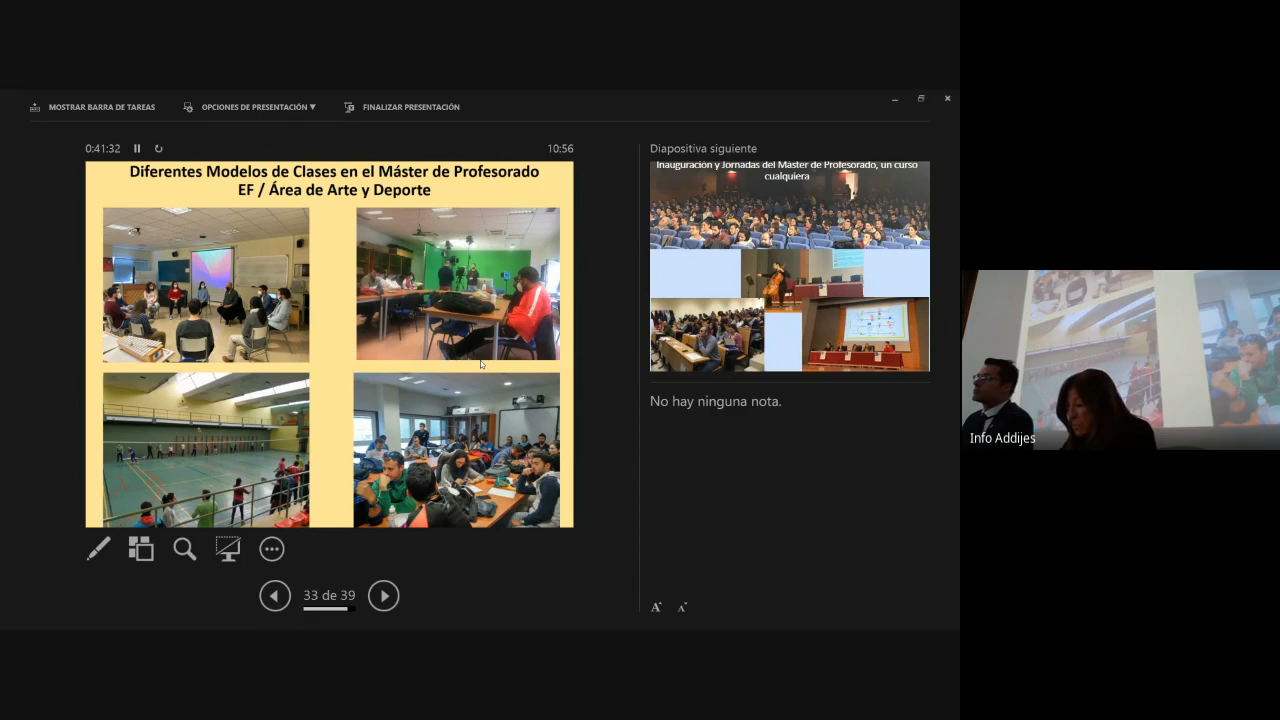 MOSTRAR BARRA DE TAREAS
OPCIONES DE PRESENTACIÓN ▼
FINALIZAR PRESENTACIÓN
0:41:32
10:56
Diferentes Modelos de Clases en el Máster de Profesorado
EF / Área de Arte y Deporte
33 de 39
Diapositiva siguiente
Inauguración y Jornadas del Máster de Profesorado, un curso
cualquiera
No hay ninguna nota.
A A
Info Addijes